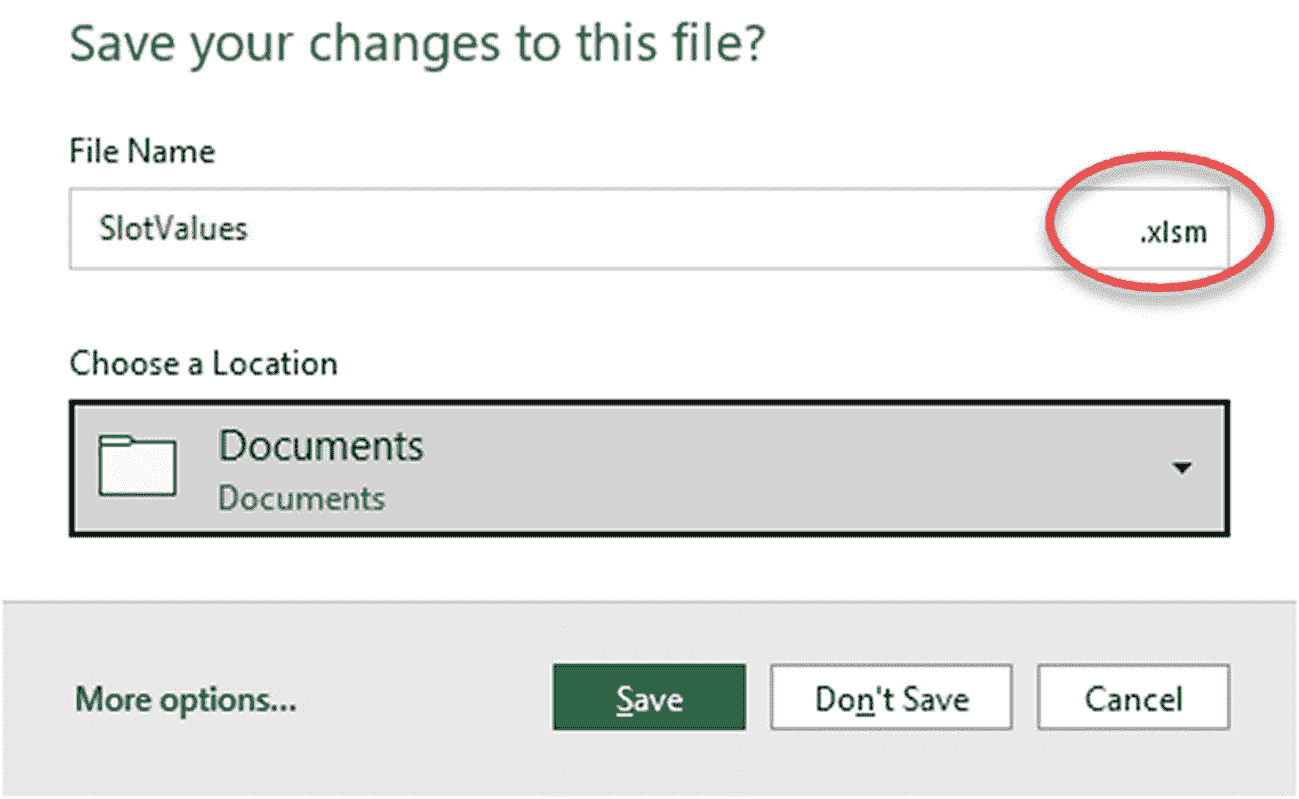 Save your changes to this file?
File Name
SlotValues .xlsm
Choose a Location
Documents
Documents
More options... Save Don't Save Cancel